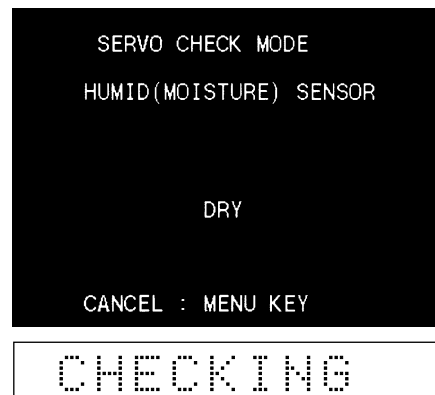 SERVO CHECK MODE
HUMID(MOISTURE) SENSOR
DRY
CANCEL : MENU KEY
CHECKING